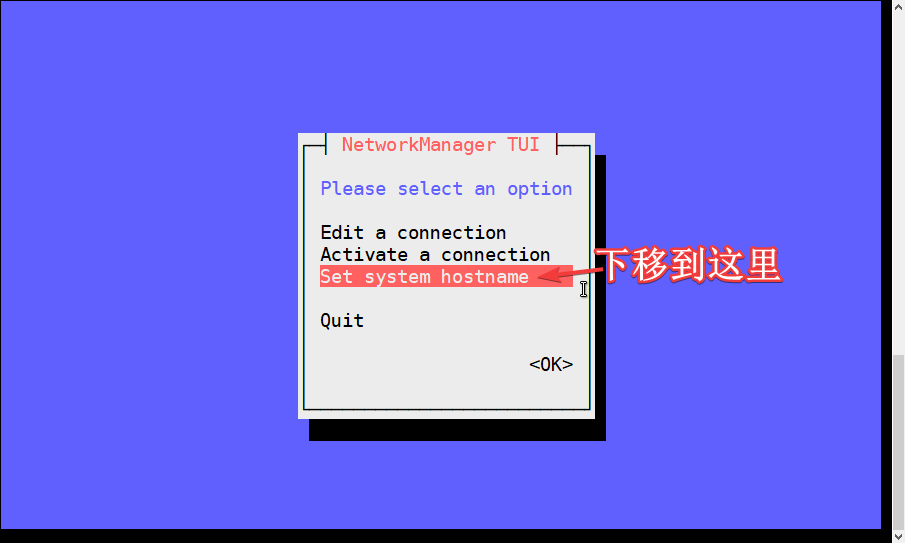 NetworkManager TUI
Please select an option
Edit a connection
Activate a connection
Set system hostname
下移到这里
Quit
<OK>